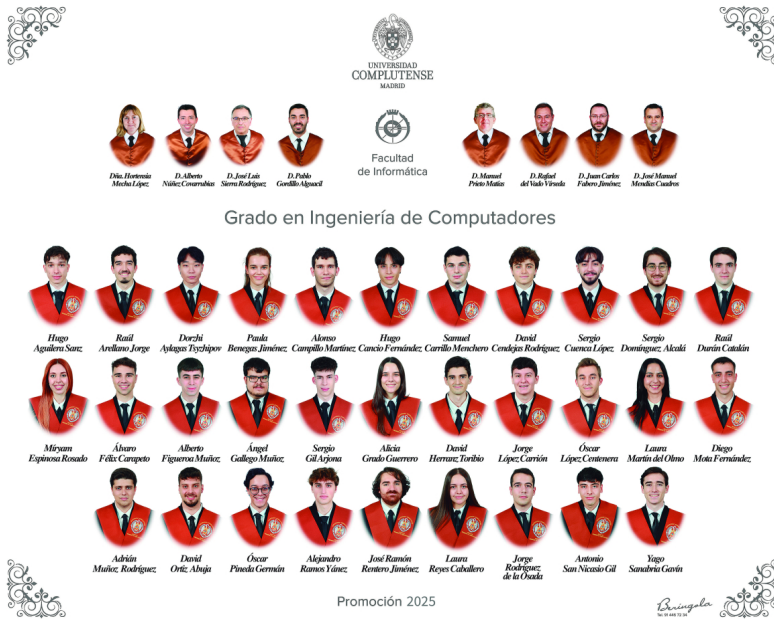 UNIVERSIDAD
COMPLUTENSE
MADRID
Facultad
de Informática
Dña. Hortensia
Mecha López
D. Alberto
Núñez Covarrubias
D. José Luis
Sierra Rodríguez
D. Pablo
Gordillo Alguacil
D. Manuel
Prieto Matías
D. Rafael
del Vado Vírseda
D. Juan Carlos
Fabero Jiménez
D. José Manuel
Mendías Cuadros
Grado en Ingeniería de Computadores
Hugo
Aguilera Sanz
Raúl
Arellano Jorge
Dorzhi
Aylagas Tsyzhipov
Paula
Benegas Jiménez
Alonso
Campillo Martínez
Hugo
Cancio Fernández
Samuel
Carrillo Menchero
David
Cendejas Rodríguez
Sergio
Cuenca López
Sergio
Domínguez Alcalá
Raúl
Durán Catalán
Miryam
Espinosa Rosado
Álvaro
Félix Carapeto
Alberto
Figueroa Muñoz
Ángel
Gallego Muñoz
Sergio
Gil Arjona
Alicia
Grado Guerrero
David
Herranz Toribio
Jorge
López Carrión
Óscar
López Centenera
Laura
Martín del Olmo
Diego
Mota Fernández
Adrián
Muñoz Rodríguez
David
Ortíz Abuja
Óscar
Pineda Germán
Alejandro
Ramos Yánez
José Ramón
Rentero Jiménez
Laura
Reyes Caballero
Jorge
Rodríguez
de la Osada
Antonio
San Nicasio Gil
Yago
Sanabria Gavín
Promoción 2025
Beringola